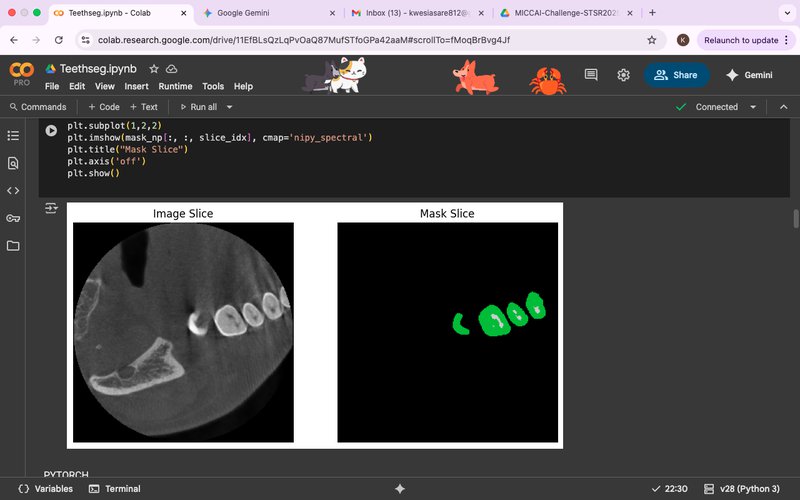 Teethseg.ipynb - Colab
Google Gemini
Inbox (13) - kwesiasare812@g
MICCAI-Challenge-STSR202
colab.research.google.com/drive/11EfBLsQzLqPvOaQ87MufSTfoGPa42aaM#scrollTo=fMoqBrBvg4Jf
K
Relaunch to update
CO
PRO
Teethseg.ipynb
File Edit View Insert Runtime Tools Help
Share
Gemini
Commands + Code + Text Run all
Connected
plt.subplot(1,2,2)
plt.imshow(mask_np[:, :, slice_idx], cmap='nipy_spectral')
plt.title("Mask Slice")
plt.axis('off')
plt.show()
Image Slice
Mask Slice
PYTORCH
Variables
Terminal
22:30
v28 (Python 3)